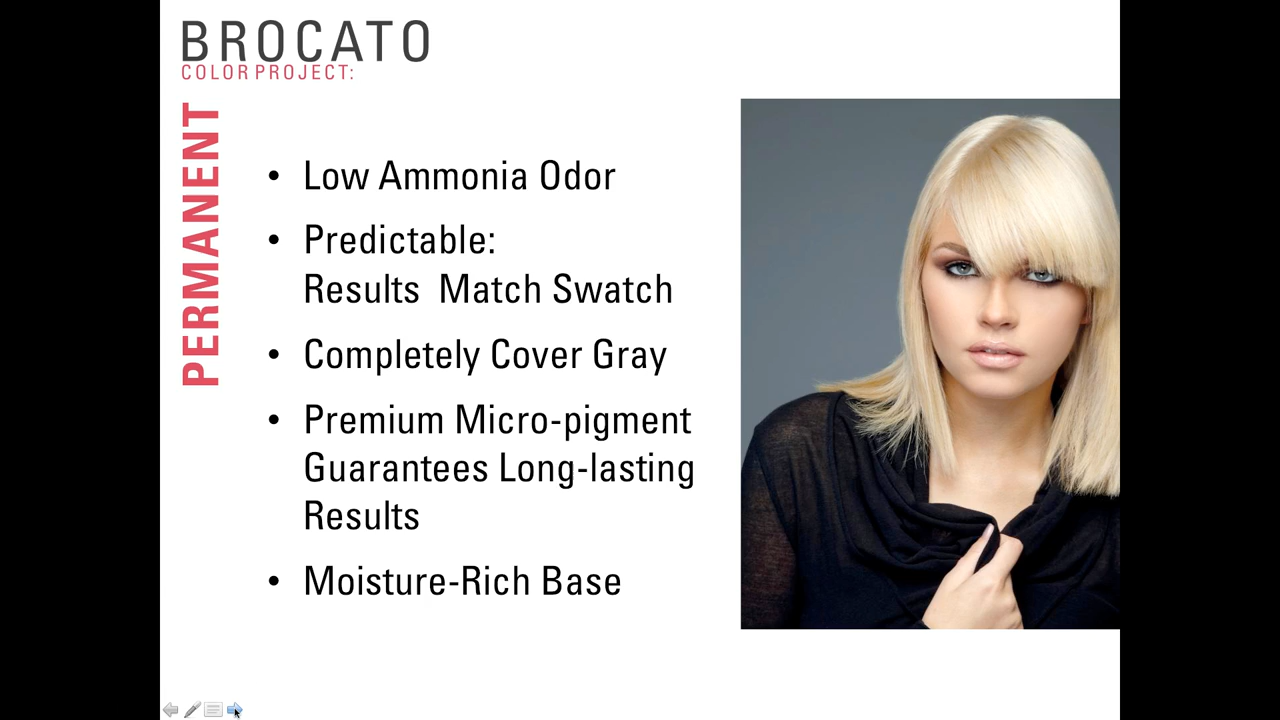 BROCATO
COLOR PROJECT:
PERMANENT
• Low Ammonia Odor
• Predictable:
Results  Match Swatch
• Completely Cover Gray
• Premium Micro-pigment
Guarantees Long-lasting
Results
• Moisture-Rich Base